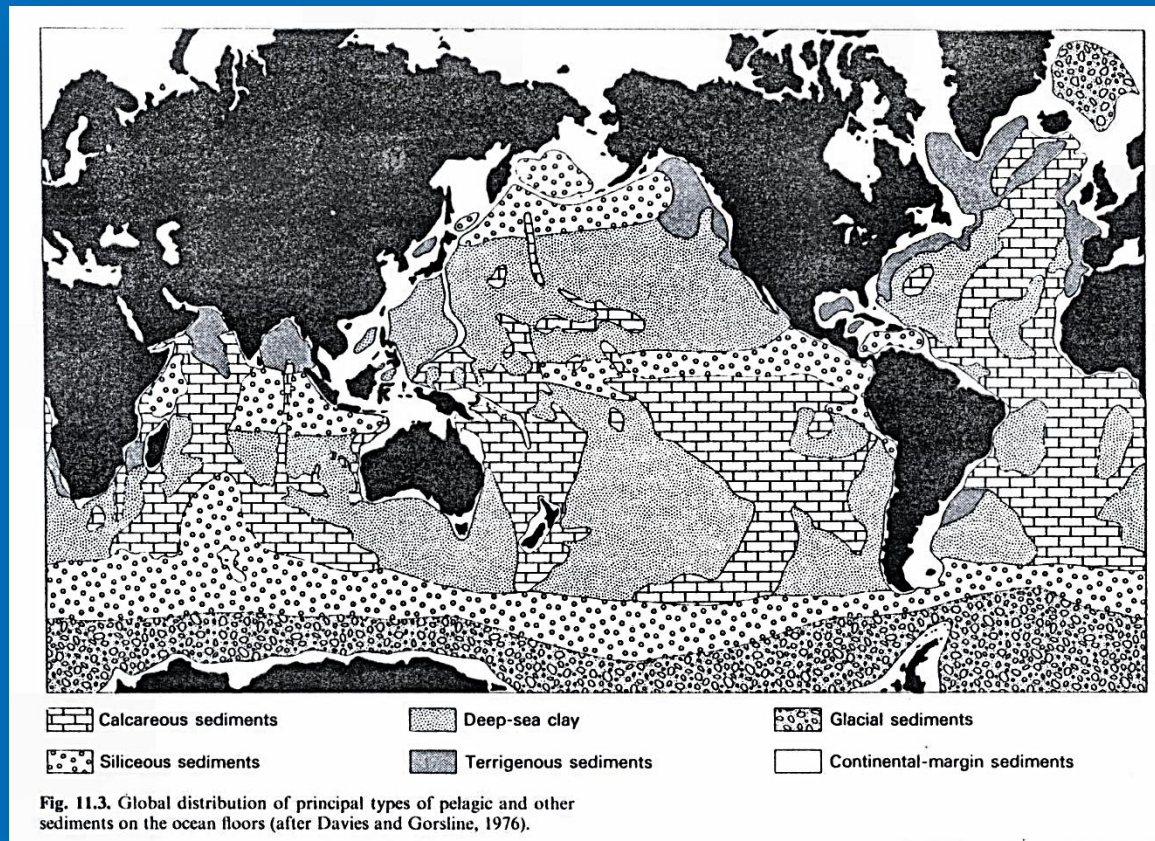 Calcareous sediments
Deep-sea clay
Glacial sediments
Siliceous sediments
Terrigenous sediments
Continental-margin sediments
Fig. 11.3. Global distribution of principal types of pelagic and other
sediments on the ocean floors (after Davies and Gorsline, 1976).